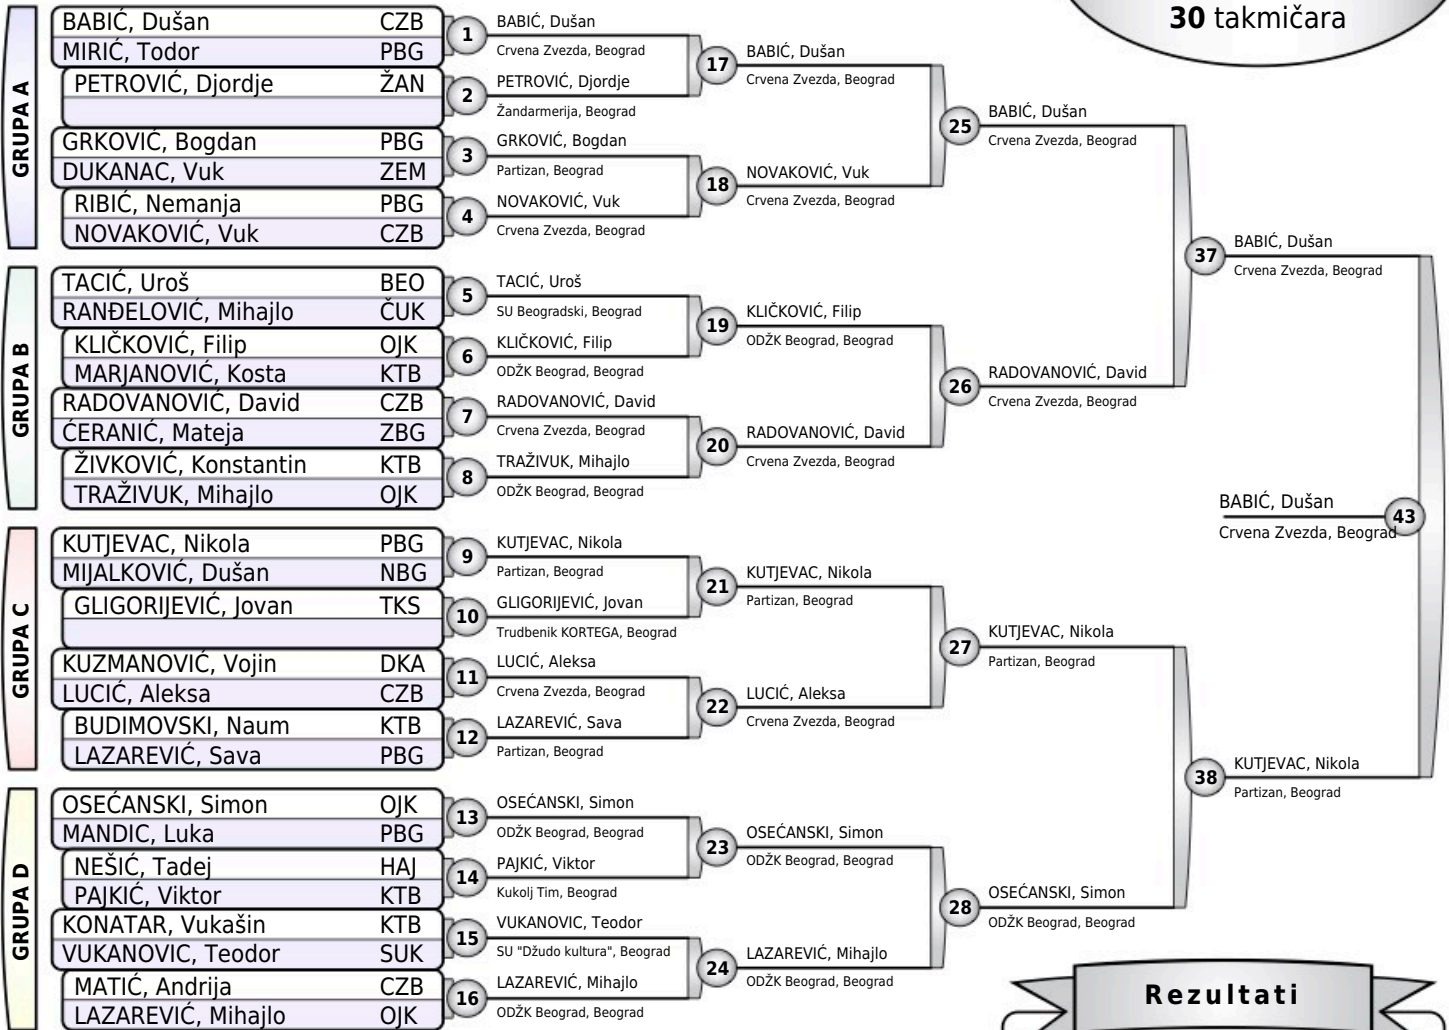 30 takmičara
GRUPA A
BABIĆ, Dušan CZB
MIRIĆ, Todor PBG
PETROVIĆ, Djordje ŽAN
GRKOVIĆ, Bogdan PBG
DUKANAC, Vuk ZEM
RIBIĆ, Nemanja PBG
NOVAKOVIĆ, Vuk CZB
GRUPA B
TACIĆ, Uroš BEO
RANĐELOVIĆ, Mihajlo ČUK
KLIČKOVIĆ, Filip OJK
MARJANOVIĆ, Kosta KTB
RADOVANOVIĆ, David CZB
ĆERANIĆ, Mateja ZBG
ŽIVKOVIĆ, Konstantin KTB
TRAŽIVUK, Mihajlo OJK
GRUPA C
KUTJEVAC, Nikola PBG
MIJALKOVIĆ, Dušan NBG
GLIGORIJEVIĆ, Jovan TKS
KUZMANOVIĆ, Vojin DKA
LUCIĆ, Aleksa CZB
BUDIMOVSKI, Naum KTB
LAZAREVIĆ, Sava PBG
GRUPA D
OSEĆANSKI, Simon OJK
MANDIC, Luka PBG
NEŠIĆ, Tadej HAJ
PAJKIĆ, Viktor KTB
KONATAR, Vukašin KTB
VUKANOVIC, Teodor SUK
MATIĆ, Andrija CZB
LAZAREVIĆ, Mihajlo OJK
1
BABIĆ, Dušan
Crvena Zvezda, Beograd
2
PETROVIĆ, Djordje
Žandarmerija, Beograd
3
GRKOVIĆ, Bogdan
Partizan, Beograd
4
NOVAKOVIĆ, Vuk
Crvena Zvezda, Beograd
5
TACIĆ, Uroš
SU Beogradski, Beograd
6
KLIČKOVIĆ, Filip
ODŽK Beograd, Beograd
7
RADOVANOVIĆ, David
Crvena Zvezda, Beograd
8
TRAŽIVUK, Mihajlo
ODŽK Beograd, Beograd
9
KUTJEVAC, Nikola
Partizan, Beograd
10
GLIGORIJEVIĆ, Jovan
Trudbenik KORTEGA, Beograd
11
LUCIĆ, Aleksa
Crvena Zvezda, Beograd
12
LAZAREVIĆ, Sava
Partizan, Beograd
13
OSEĆANSKI, Simon
ODŽK Beograd, Beograd
14
PAJKIĆ, Viktor
Kukolj Tim, Beograd
15
VUKANOVIC, Teodor
SU "Džudo kultura", Beograd
16
LAZAREVIĆ, Mihajlo
ODŽK Beograd, Beograd
17
BABIĆ, Dušan
Crvena Zvezda, Beograd
18
NOVAKOVIĆ, Vuk
Crvena Zvezda, Beograd
19
KLIČKOVIĆ, Filip
ODŽK Beograd, Beograd
20
RADOVANOVIĆ, David
Crvena Zvezda, Beograd
21
KUTJEVAC, Nikola
Partizan, Beograd
22
LUCIĆ, Aleksa
Crvena Zvezda, Beograd
23
OSEĆANSKI, Simon
ODŽK Beograd, Beograd
24
LAZAREVIĆ, Mihajlo
ODŽK Beograd, Beograd
25
BABIĆ, Dušan
Crvena Zvezda, Beograd
26
RADOVANOVIĆ, David
Crvena Zvezda, Beograd
27
KUTJEVAC, Nikola
Partizan, Beograd
28
OSEĆANSKI, Simon
ODŽK Beograd, Beograd
37
BABIĆ, Dušan
Crvena Zvezda, Beograd
38
KUTJEVAC, Nikola
Partizan, Beograd
BABIĆ, Dušan
Crvena Zvezda, Beograd
43
Rezultati